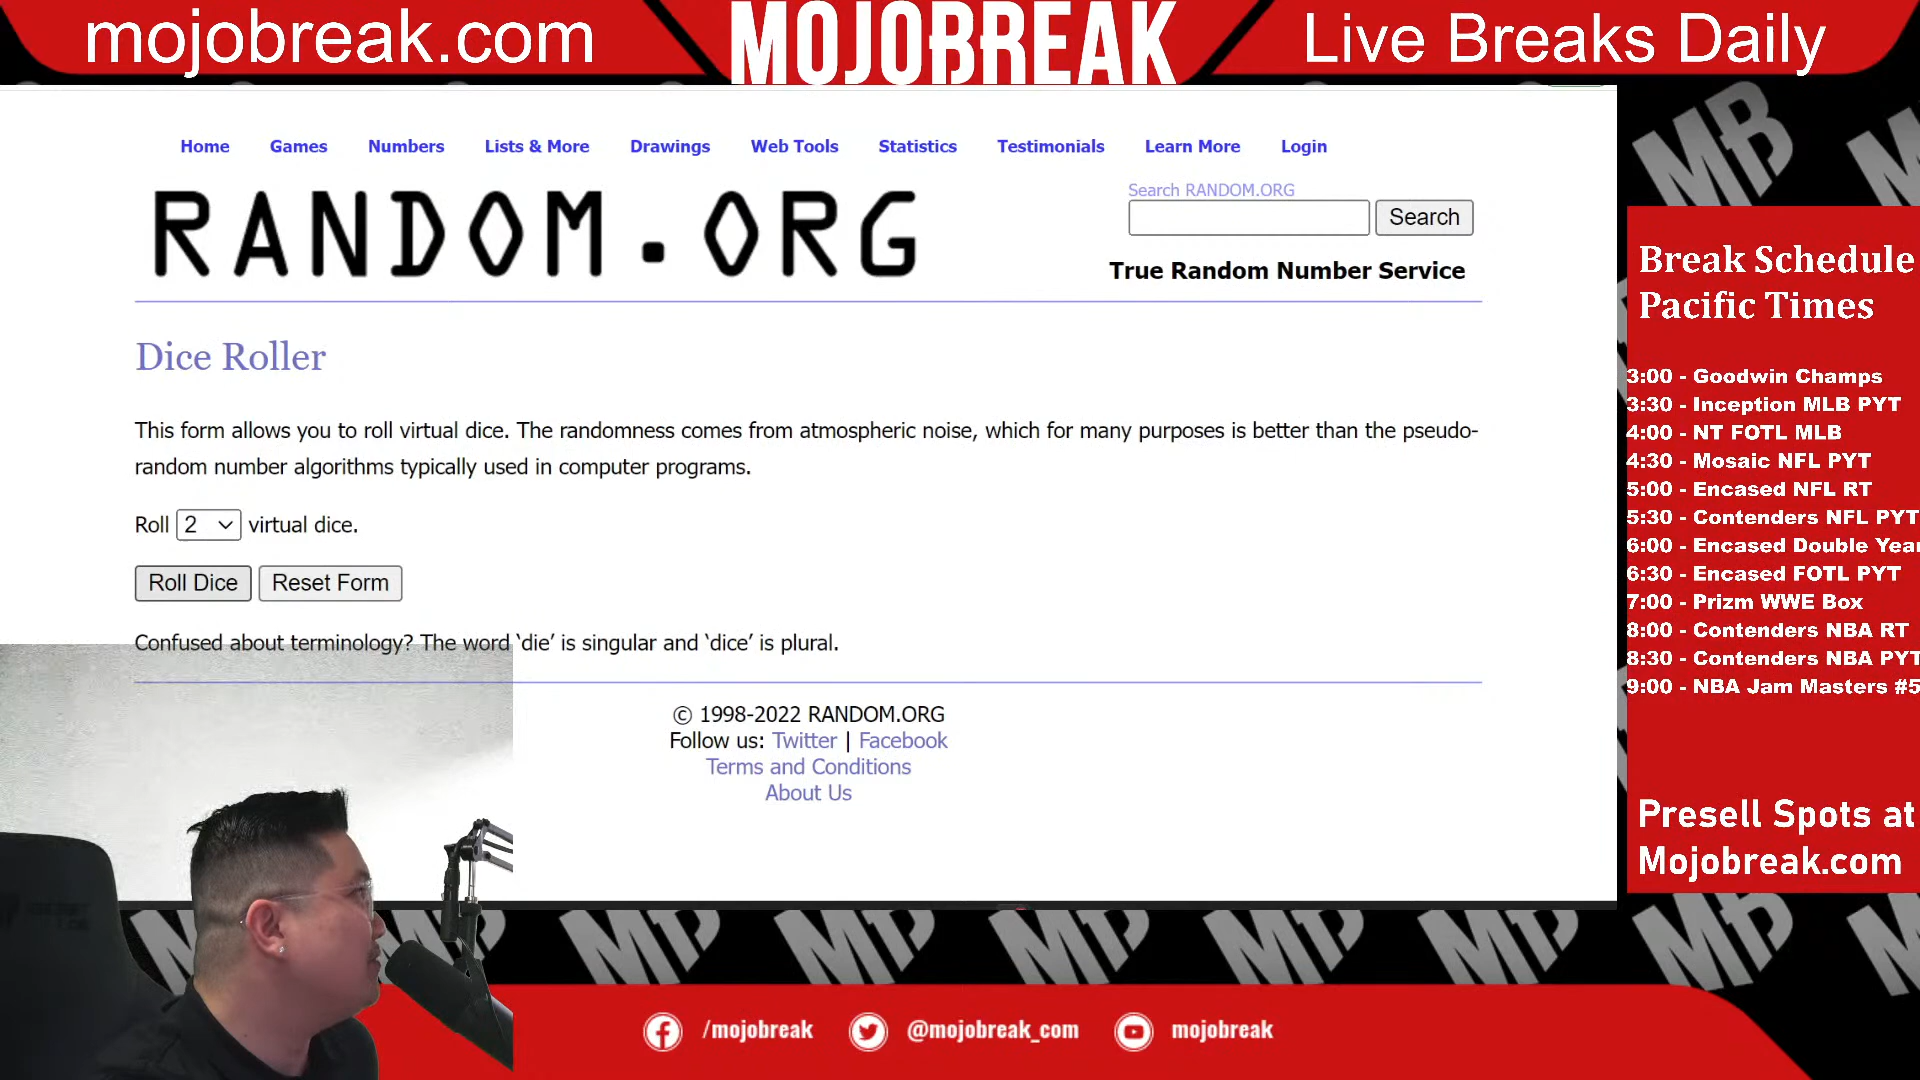 mojobreak.com
MOJOBREAK
Live Breaks Daily
Home Games Numbers Lists & More Drawings Web Tools Statistics Testimonials Learn More Login
RANDOM.ORG
Search RANDOM.ORG
Search
True Random Number Service
Dice Roller
This form allows you to roll virtual dice. The randomness comes from atmospheric noise, which for many purposes is better than the pseudo-
random number algorithms typically used in computer programs.
Roll 2 virtual dice.
Roll Dice Reset Form
Confused about terminology? The word ‘die’ is singular and ‘dice’ is plural.
© 1998-2022 RANDOM.ORG
Follow us: Twitter | Facebook
Terms and Conditions
About Us
Break Schedule
Pacific Times
3:00 - Goodwin Champs
3:30 - Inception MLB PYT
4:00 - NT FOTL MLB
4:30 - Mosaic NFL PYT
5:00 - Encased NFL RT
5:30 - Contenders NFL PYT
6:00 - Encased Double Year
6:30 - Encased FOTL PYT
7:00 - Prizm WWE Box
8:00 - Contenders NBA RT
8:30 - Contenders NBA PYT
9:00 - NBA Jam Masters #5
Presell Spots at
Mojobreak.com
/mojobreak @mojobreak_com mojobreak